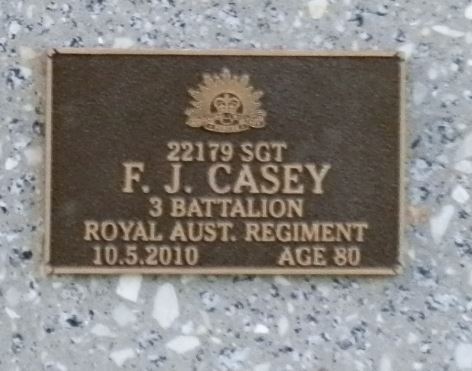 22179 SGT
F. J. CASEY
3 BATTALION
ROYAL AUST. REGIMENT
10.5.2010 AGE 80